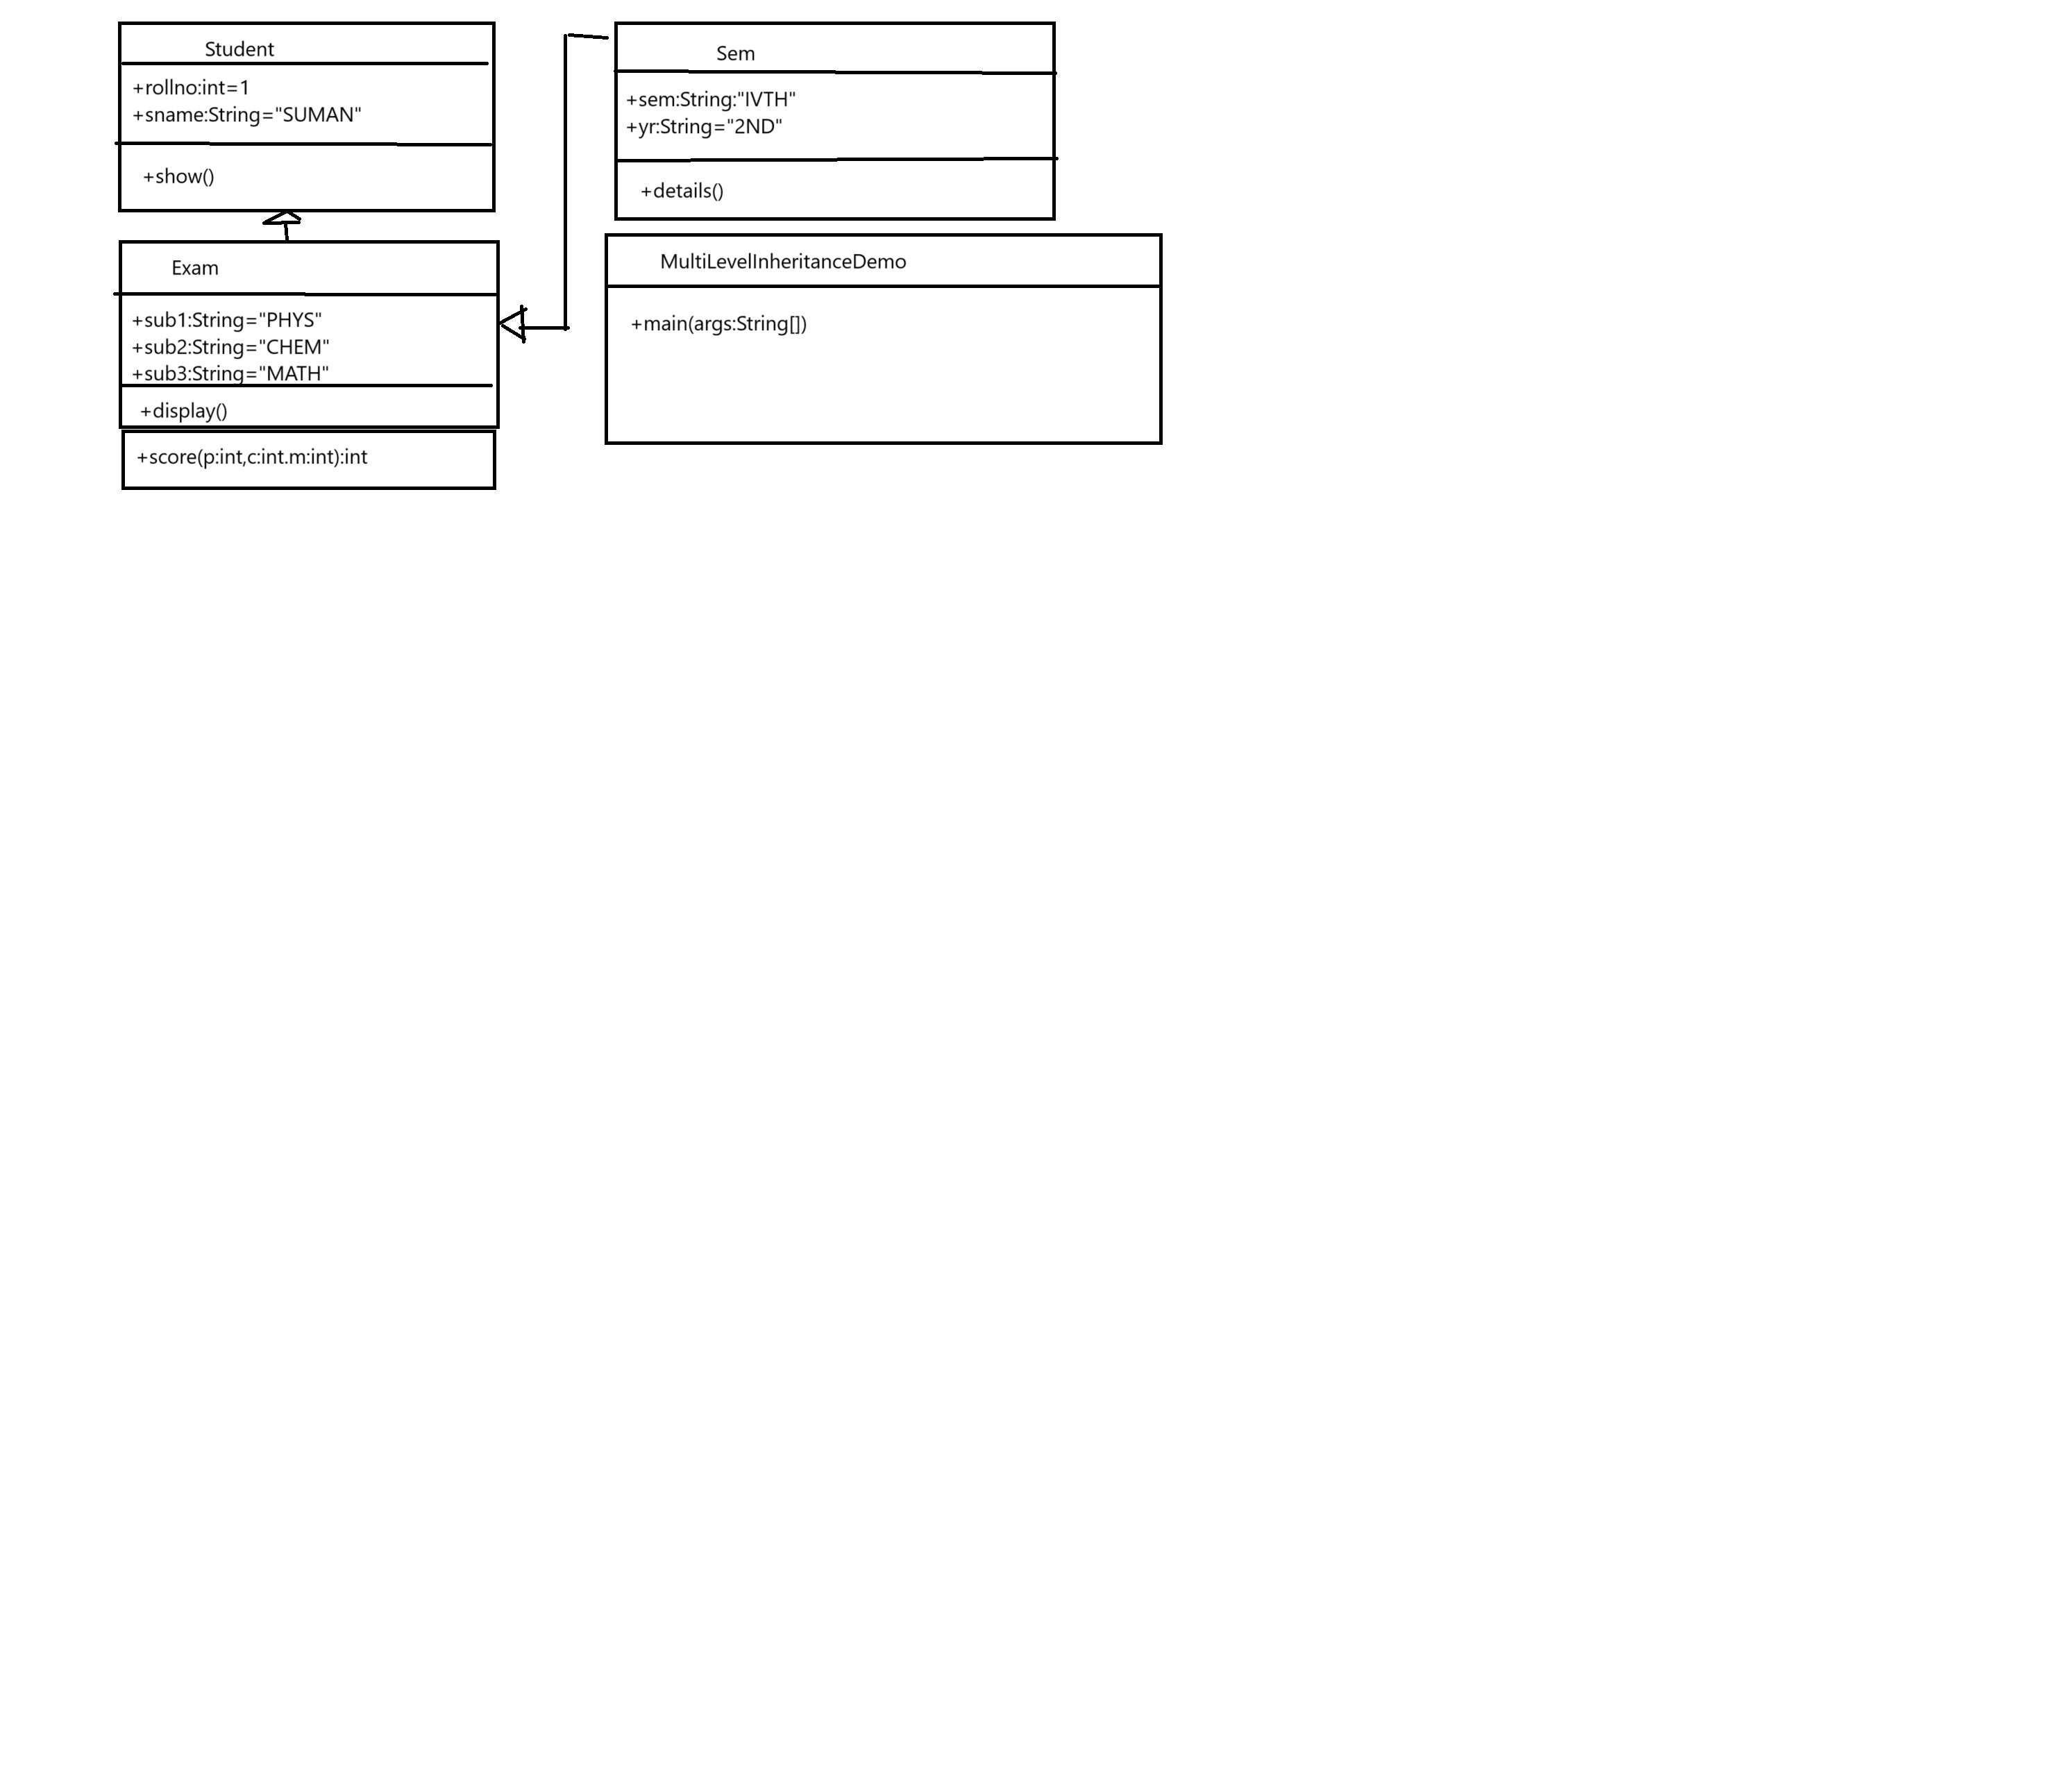 Student
+rollno:int=1
+sname:String="SUMAN"
+show()
Exam
+sub1:String="PHYS"
+sub2:String="CHEM"
+sub3:String="MATH"
+display()
+score(p:int,c:int.m:int):int
Sem
+sem:String:"IVTH"
+yr:String="2ND"
+details()
MultiLevelInheritanceDemo
+main(args:String[])